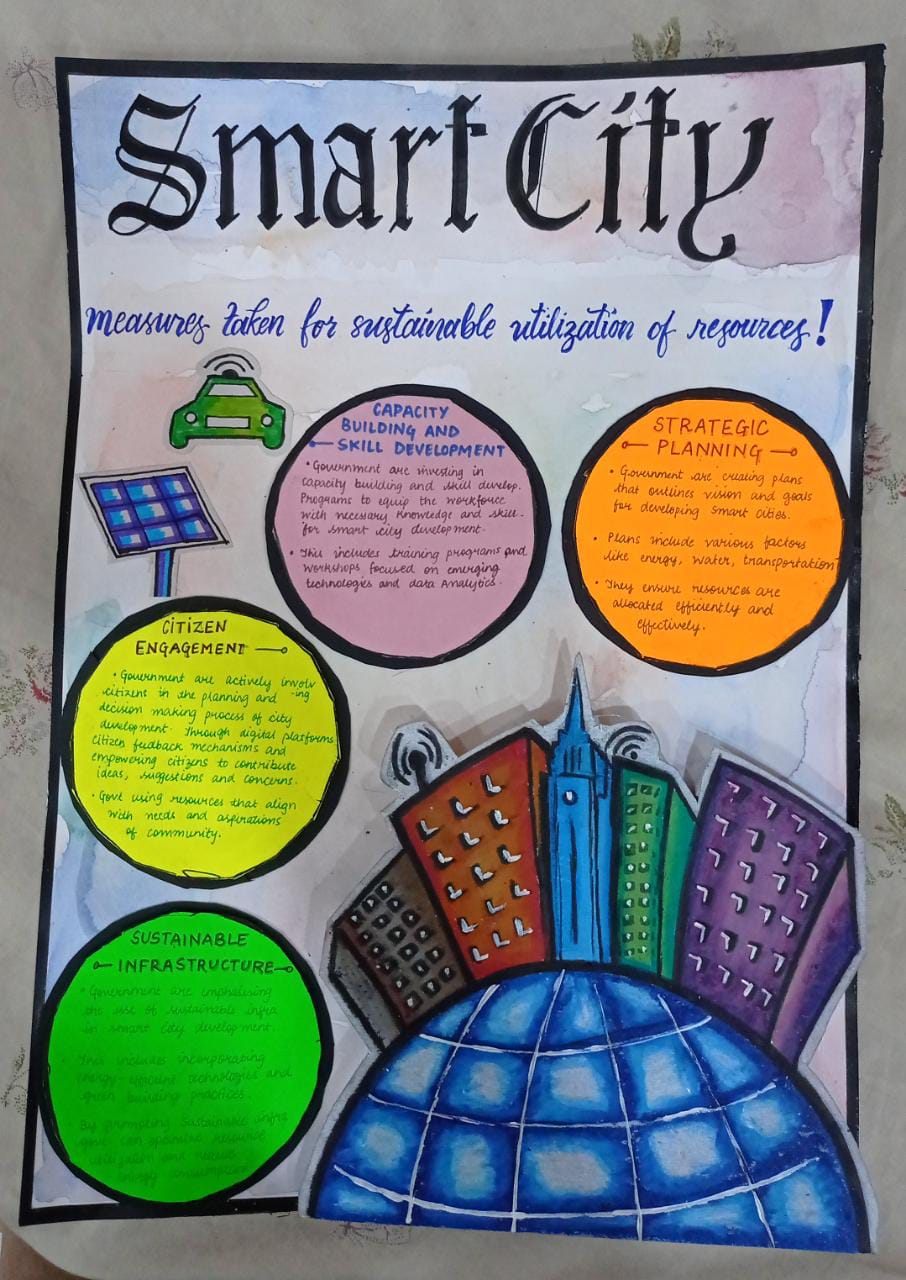 Smart City
measures taken for sustainable utilization of resources!
CAPACITY
BUILDING AND
SKILL DEVELOPMENT
• Government are investing in
capacity building and skill develop.
Programs to equip the workforce
with necesary knowledge and skill.
for smart city development.
• This includes training programs and
workshops focused on emerging
technologies and data Analytics.
STRATEGIC
PLANNING
• Government are creating plans
that outlines vision and goals
for developing smart cities.
• Plans include various factors
like energy, water, transportation
• They ensure resources are
allocated efficiently and
effectively.
CITIZEN
ENGAGEMENT
• Government are actively involv
citizens in the planning and -ing
decision making process of city
development. Through digital platforms
citizen feedback mechanisms and
empowering citizens to contribute
ideas, suggestions and concerns.
• Govt using resources that align
with needs and aspirations
of community.
SUSTAINABLE
INFRASTRUCTURE
• Government are emphasising
the use of sustainable infra
in smart city development.
• This includes incorporating
energy-efficient technologies and
green building practices.
• By promoting sustainable infra
govt can optimize resource
utilization and reduce
energy consumption